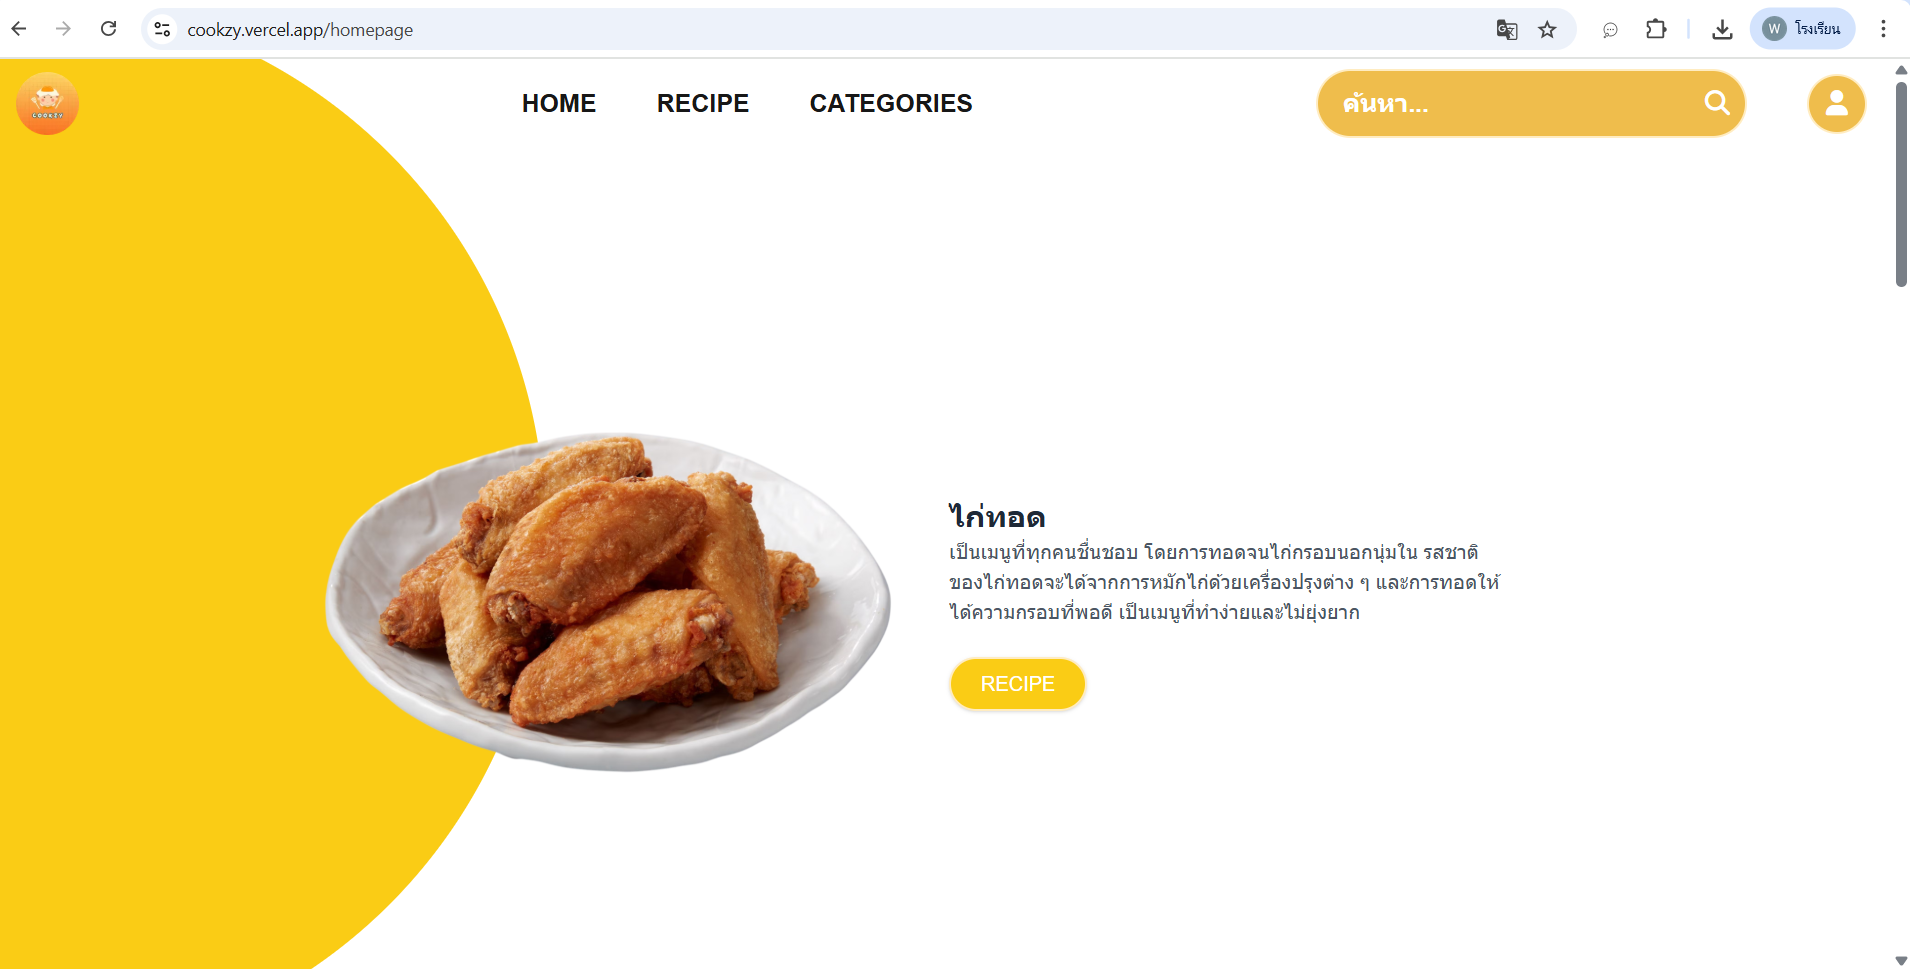 cookzy.vercel.app/homepage
W โรงเรียน
COOKZY
HOME RECIPE CATEGORIES
ค้นหา...
ไก่ทอด
เป็นเมนูที่ทุกคนชื่นชอบ โดยการทอดจนไก่กรอบนอกนุ่มใน รสชาติ
ของไก่ทอดจะได้จากการหมักไก่ด้วยเครื่องปรุงต่าง ๆ และการทอดให้
ได้ความกรอบที่พอดี เป็นเมนูที่ทำง่ายและไม่ยุ่งยาก
RECIPE